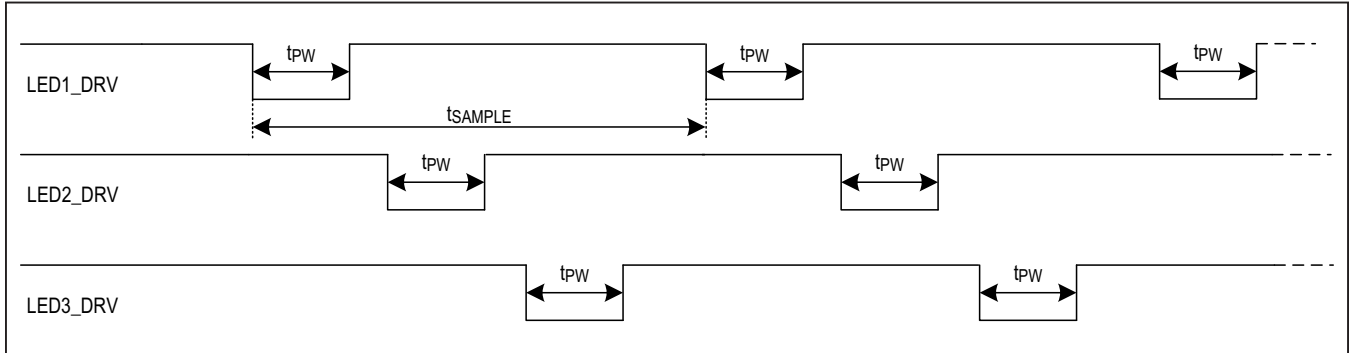 tPW tPW tPW
LED1_DRV
tSAMPLE
tPW tPW
LED2_DRV
tPW tPW
LED3_DRV